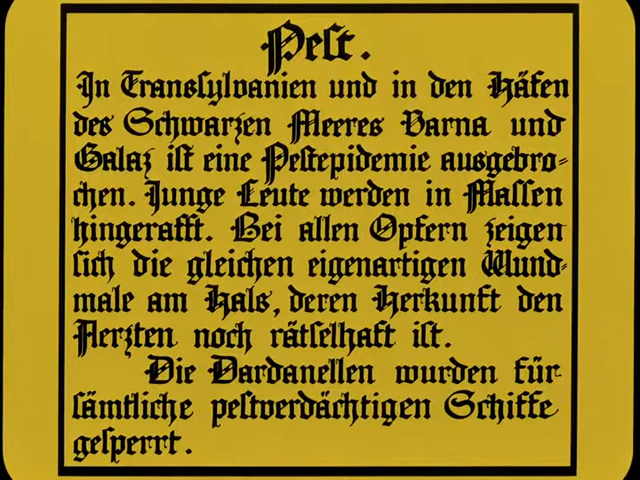 Pest.
In Transsylvanien und in den Häfen
des Schwarzen Meeres Varna und
Galaz ist eine Pestepidemie ausgebro-
chen. Junge Leute werden in Massen
hingerafft. Bei allen Opfern zeigen
sich die gleichen eigenartigen Wund-
male am Hals, deren Herkunft den
Aerzten noch rätselhaft ist.
Die Dardanellen wurden für
sämtliche pestverdächtigen Schiffe
gesperrt.